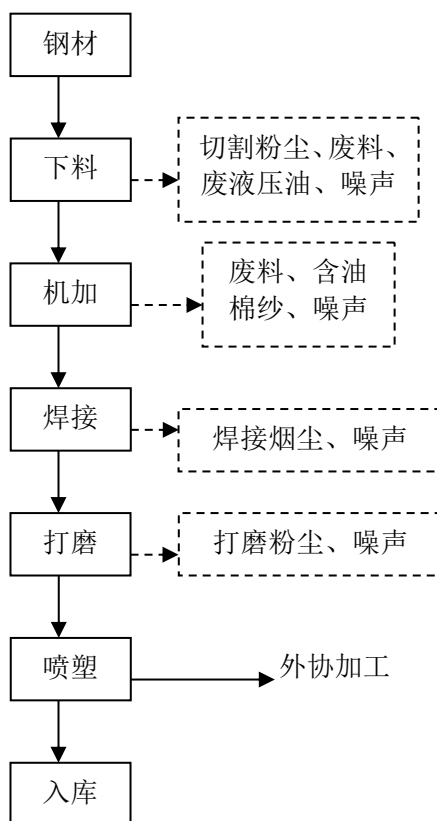 钢材
下料
切割粉尘、废料、
废液压油、噪声
机加
废料、含油
棉纱、噪声
焊接
焊接烟尘、噪声
打磨
打磨粉尘、噪声
喷塑
外协加工
入库